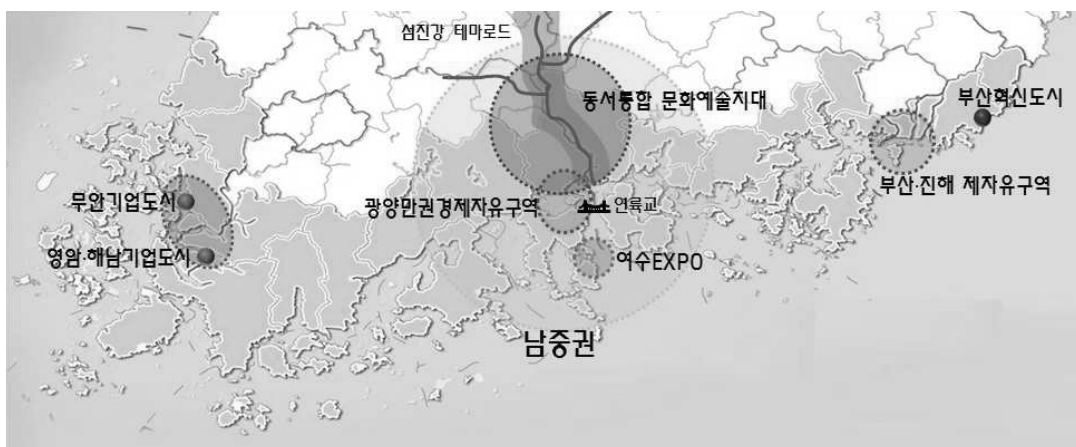 섬진강 테마로드
동서통합 문화예술지대
부산혁신도시
부산·진해 제자유구역
무안기업도시
광양만권경제자유구역
연륙교
영암·해남기업도시
여수EXPO
남중권